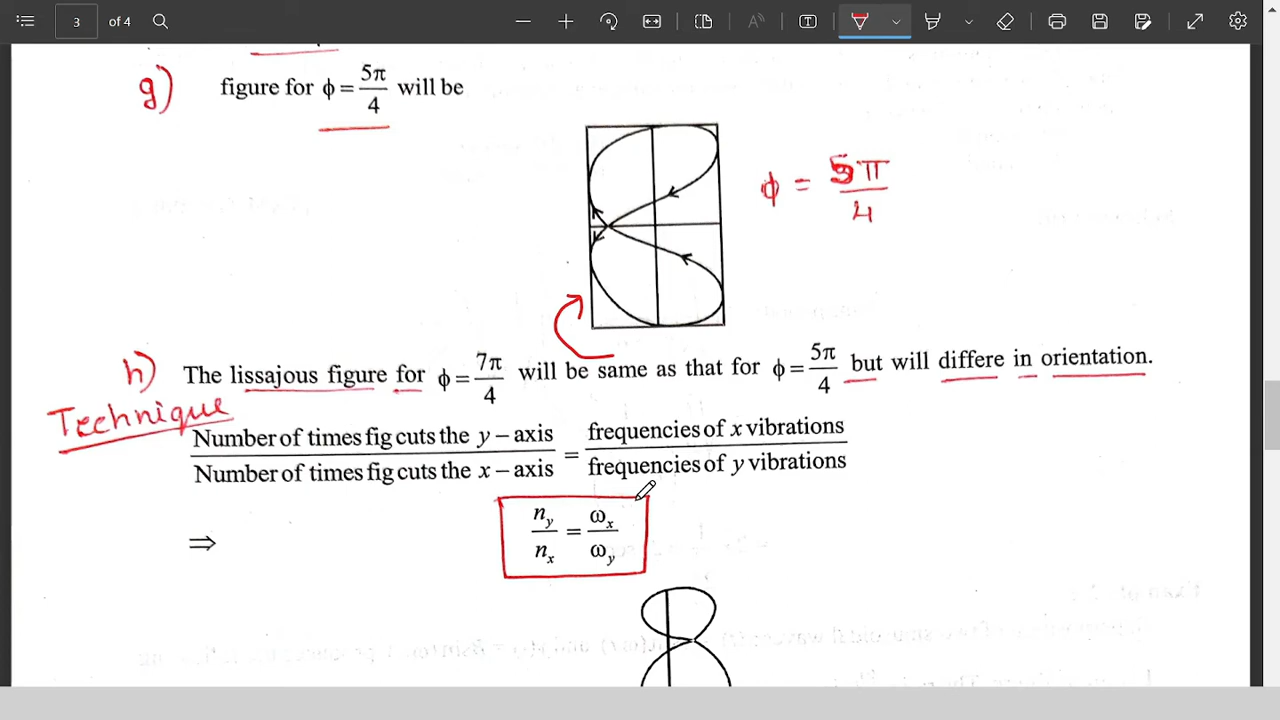 3 of 4
g) figure for ϕ = 5π/4 will be
ϕ = 5π/4
h) The lissajous figure for ϕ = 7π/4 will be same as that for ϕ = 5π/4 but will differe in orientation.
Technique
Number of times fig cuts the y – axis / Number of times fig cuts the x – axis = frequencies of x vibrations / frequencies of y vibrations
⇒ n_y / n_x = ω_x / ω_y